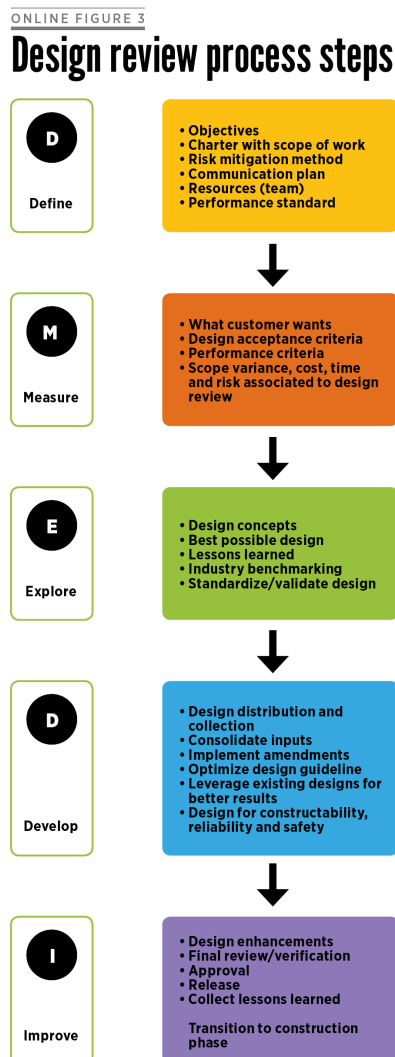 ONLINE FIGURE 3
Design review process steps
D
Define
• Objectives
• Charter with scope of work
• Risk mitigation method
• Communication plan
• Resources (team)
• Performance standard
M
Measure
• What customer wants
• Design acceptance criteria
• Performance criteria
• Scope variance, cost, time
and risk associated to design
review
E
Explore
• Design concepts
• Best possible design
• Lessons learned
• Industry benchmarking
• Standardize/validate design
D
Develop
• Design distribution and
collection
• Consolidate inputs
• Implement amendments
• Optimize design guideline
• Leverage existing designs for
better results
• Design for constructability,
reliability and safety
I
Improve
• Design enhancements
• Final review/verification
• Approval
• Release
• Collect lessons learned
Transition to construction
phase